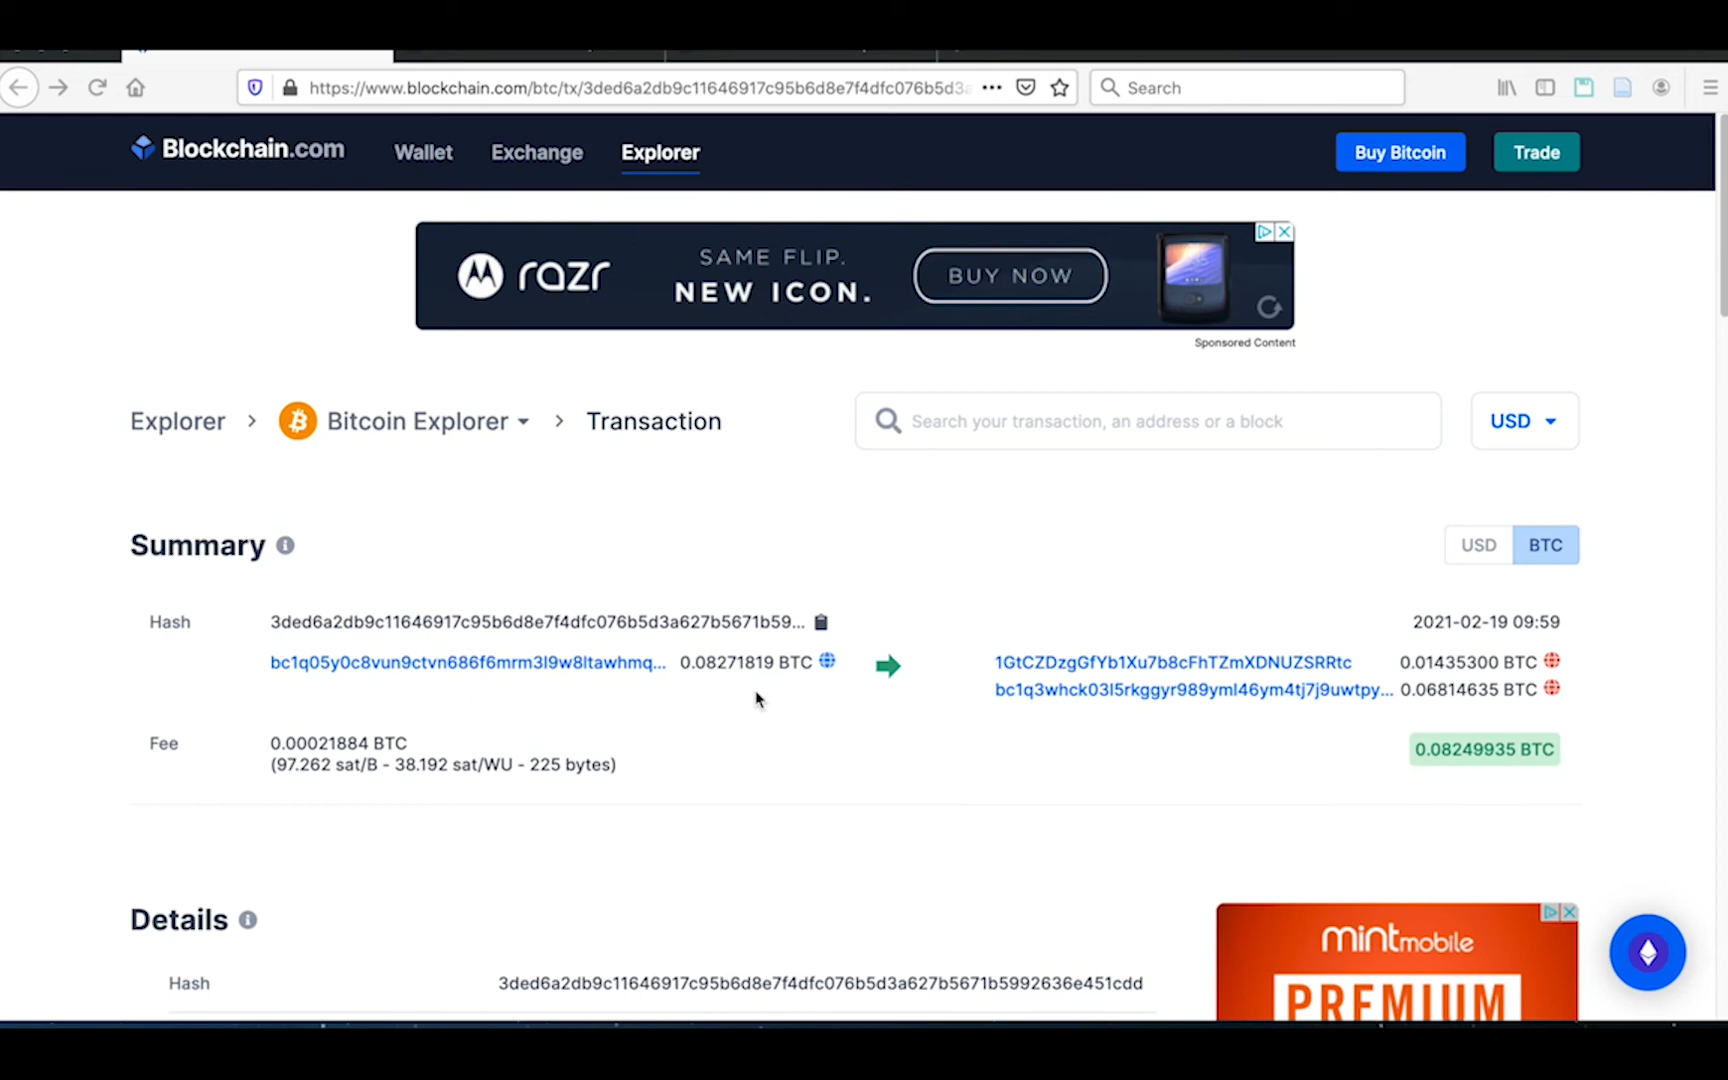 https://www.blockchain.com/btc/tx/3ded6a2db9c11646917c95b6d8e7f4dfc076b5d3a
Search
Blockchain.com Wallet Exchange Explorer Buy Bitcoin Trade
razr SAME FLIP. NEW ICON. BUY NOW
Sponsored Content
Explorer > Bitcoin Explorer > Transaction
Search your transaction, an address or a block
USD
Summary
USD BTC
Hash 3ded6a2db9c11646917c95b6d8e7f4dfc076b5d3a627b5671b59... 2021-02-19 09:59
bc1q05y0c8vun9ctvn686f6mrm3l9w8ltawhmq... 0.08271819 BTC 1GtCZDzgGfYb1Xu7b8cFhTZmXDNUZSRRtc 0.01435300 BTC
bc1q3whck03l5rkggyr989yml46ym4tj7j9uwtpy... 0.06814635 BTC
Fee 0.00021884 BTC 0.08249935 BTC
(97.262 sat/B - 38.192 sat/WU - 225 bytes)
Details
mintmobile
Hash 3ded6a2db9c11646917c95b6d8e7f4dfc076b5d3a627b5671b5992636e451cdd
PREMIUM